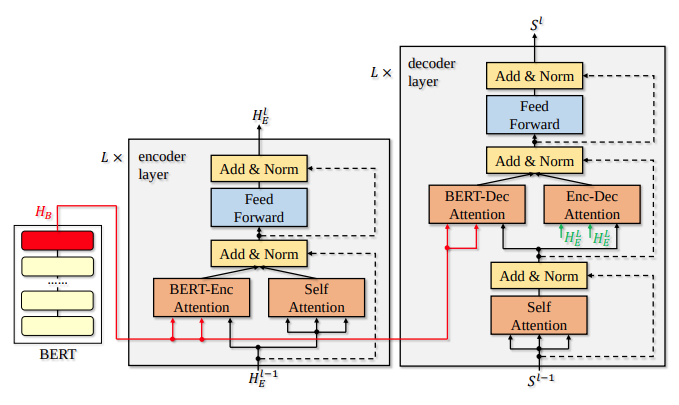 H_B
......
BERT
H_E^l
L ×
encoder
layer
Add & Norm
Feed
Forward
Add & Norm
BERT-Enc
Attention
Self
Attention
H_E^{l-1}
S^l
L ×
decoder
layer
Add & Norm
Feed
Forward
Add & Norm
BERT-Dec
Attention
Enc-Dec
Attention
H_E^L H_E^L
Add & Norm
Self
Attention
S^{l-1}